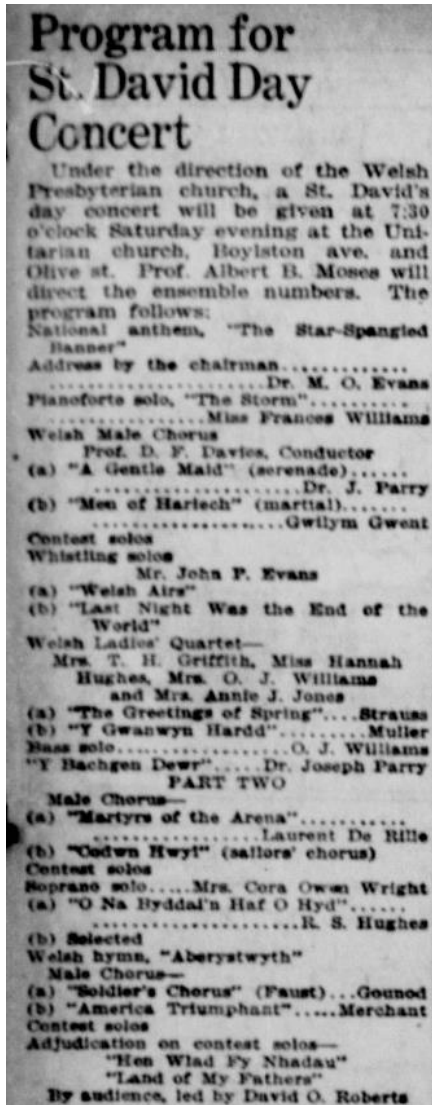 Program for
St. David Day
Concert
Under the direction of the Welsh
Presbyterian church, a St. David's
day concert will be given at 7:30
o'clock Saturday evening at the Uni-
tarian church, Boylston ave. and
Olive st. Prof. Albert B. Moses will
direct the ensemble numbers. The
program follows:
National anthem, "The Star-Spangled
Banner"
Address by the chairman.............
......................Dr. M. O. Evans
Pianoforte solo, "The Storm".........
................Miss Frances Williams
Welsh Male Chorus
Prof. D. F. Davies, Conductor
(a) "A Gentle Maid" (serenade)......
......................Dr. J. Parry
(b) "Men of Harlech" (martial)......
....................Gwilym Gwent
Contest solos
Whistling solos
Mr. John P. Evans
(a) "Welsh Airs"
(b) "Last Night Was the End of the
World"
Welsh Ladies' Quartet—
Mrs. T. H. Griffith, Miss Hannah
Hughes, Mrs. O. J. Williams
and Mrs. Annie J. Jones
(a) "The Greetings of Spring"....Strauss
(b) "Y Gwanwyn Hardd"........Muller
Bass solo..................O. J. Williams
"Y Bachgen Dewr".....Dr. Joseph Parry
PART TWO
Male Chorus—
(a) "Martyrs of the Arena"...........
..................Laurent De Rille
(b) "Codwn Hwyl" (sailors' chorus)
Contest solos
Soprano solo.....Mrs. Cora Owen Wright
(a) "O Na Byddai'n Haf O Hyd"......
......................R. S. Hughes
(b) Selected
Welsh hymn, "Aberystwyth"
Male Chorus—
(a) "Soldier's Chorus" (Faust)...Gounod
(b) "America Triumphant".....Merchant
Contest solos
Adjudication on contest solos—
"Hen Wlad Fy Nhadau"
"Land of My Fathers"
By audience, led by David O. Roberts